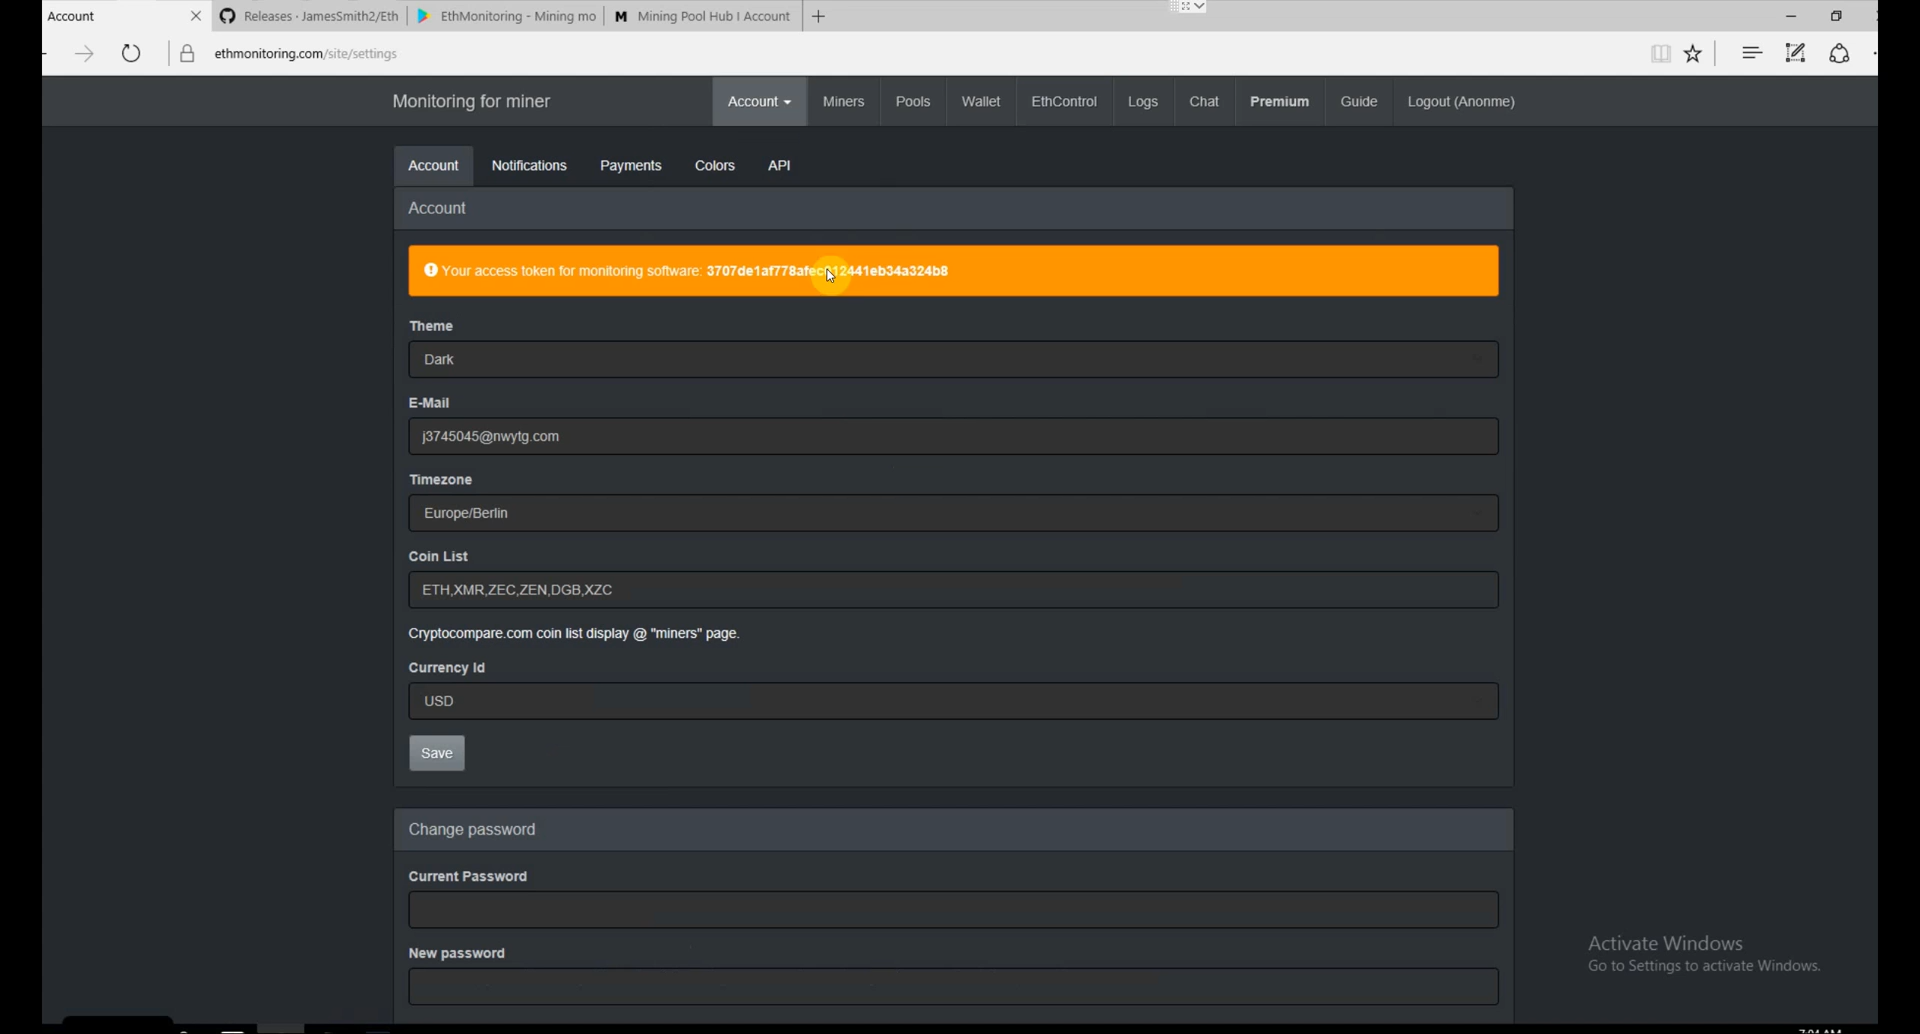 Account
Releases · JamesSmith2/Eth
EthMonitoring - Mining mo
M Mining Pool Hub | Account
ethmonitoring.com/site/settings
Monitoring for miner
Account
Miners
Pools
Wallet
EthControl
Logs
Chat
Premium
Guide
Logout (Anonme)
Account
Notifications
Payments
Colors
API
Account
Your access token for monitoring software:
Theme
Dark
E-Mail
j3745045@nwytg.com
Timezone
Europe/Berlin
Coin List
ETH,XMR,ZEC,ZEN,DGB,XZC
Cryptocompare.com coin list display @ "miners" page.
Currency Id
USD
Save
Change password
Current Password
New password
Activate Windows
Go to Settings to activate Windows.